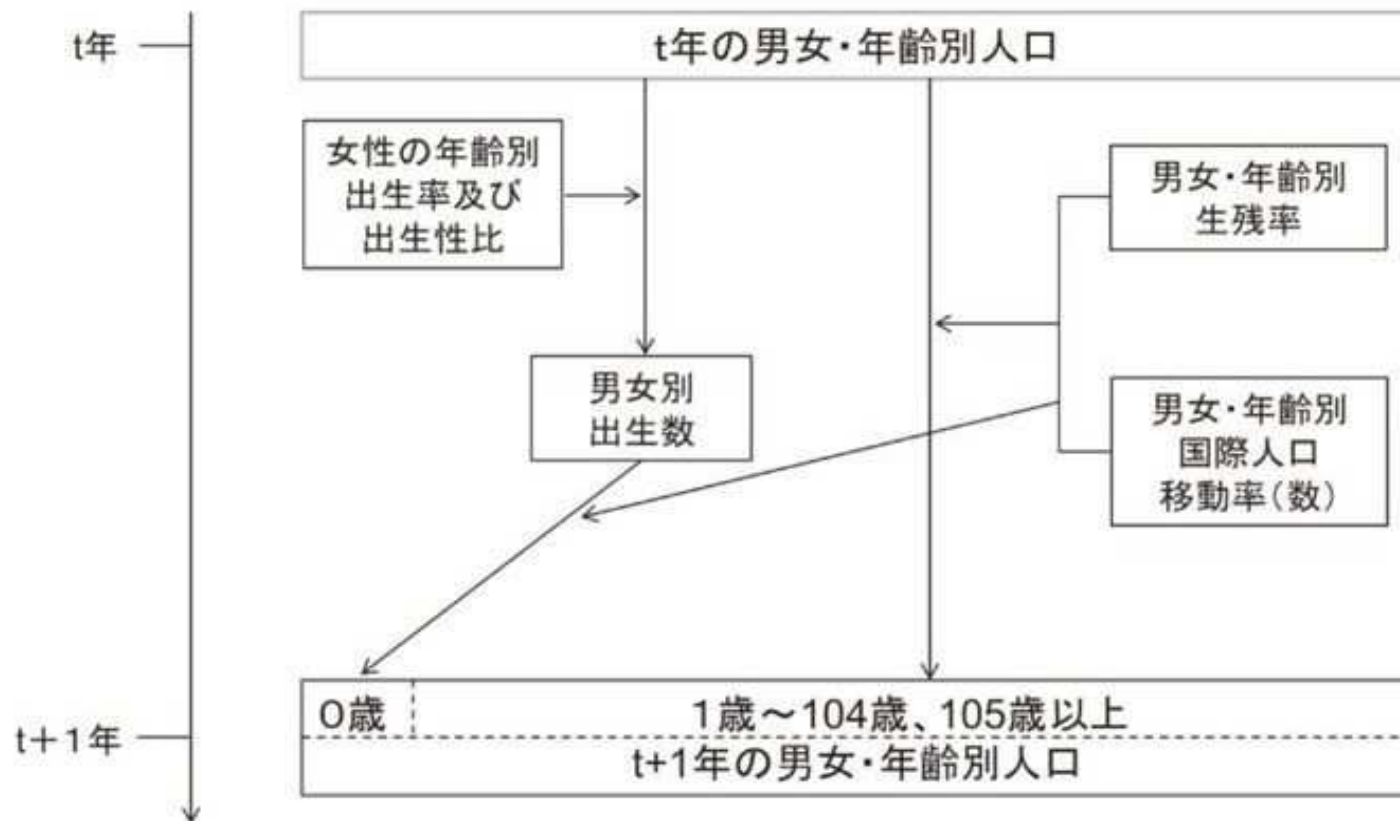 t年
t年の男女・年齢別人口
女性の年齢別
出生率及び
出生性比
男女・年齢別
生残率
男女別
出生数
男女・年齢別
国際人口
移動率(数)
0歳
1歳~104歳、105歳以上
t+1年
t+1年の男女・年齢別人口